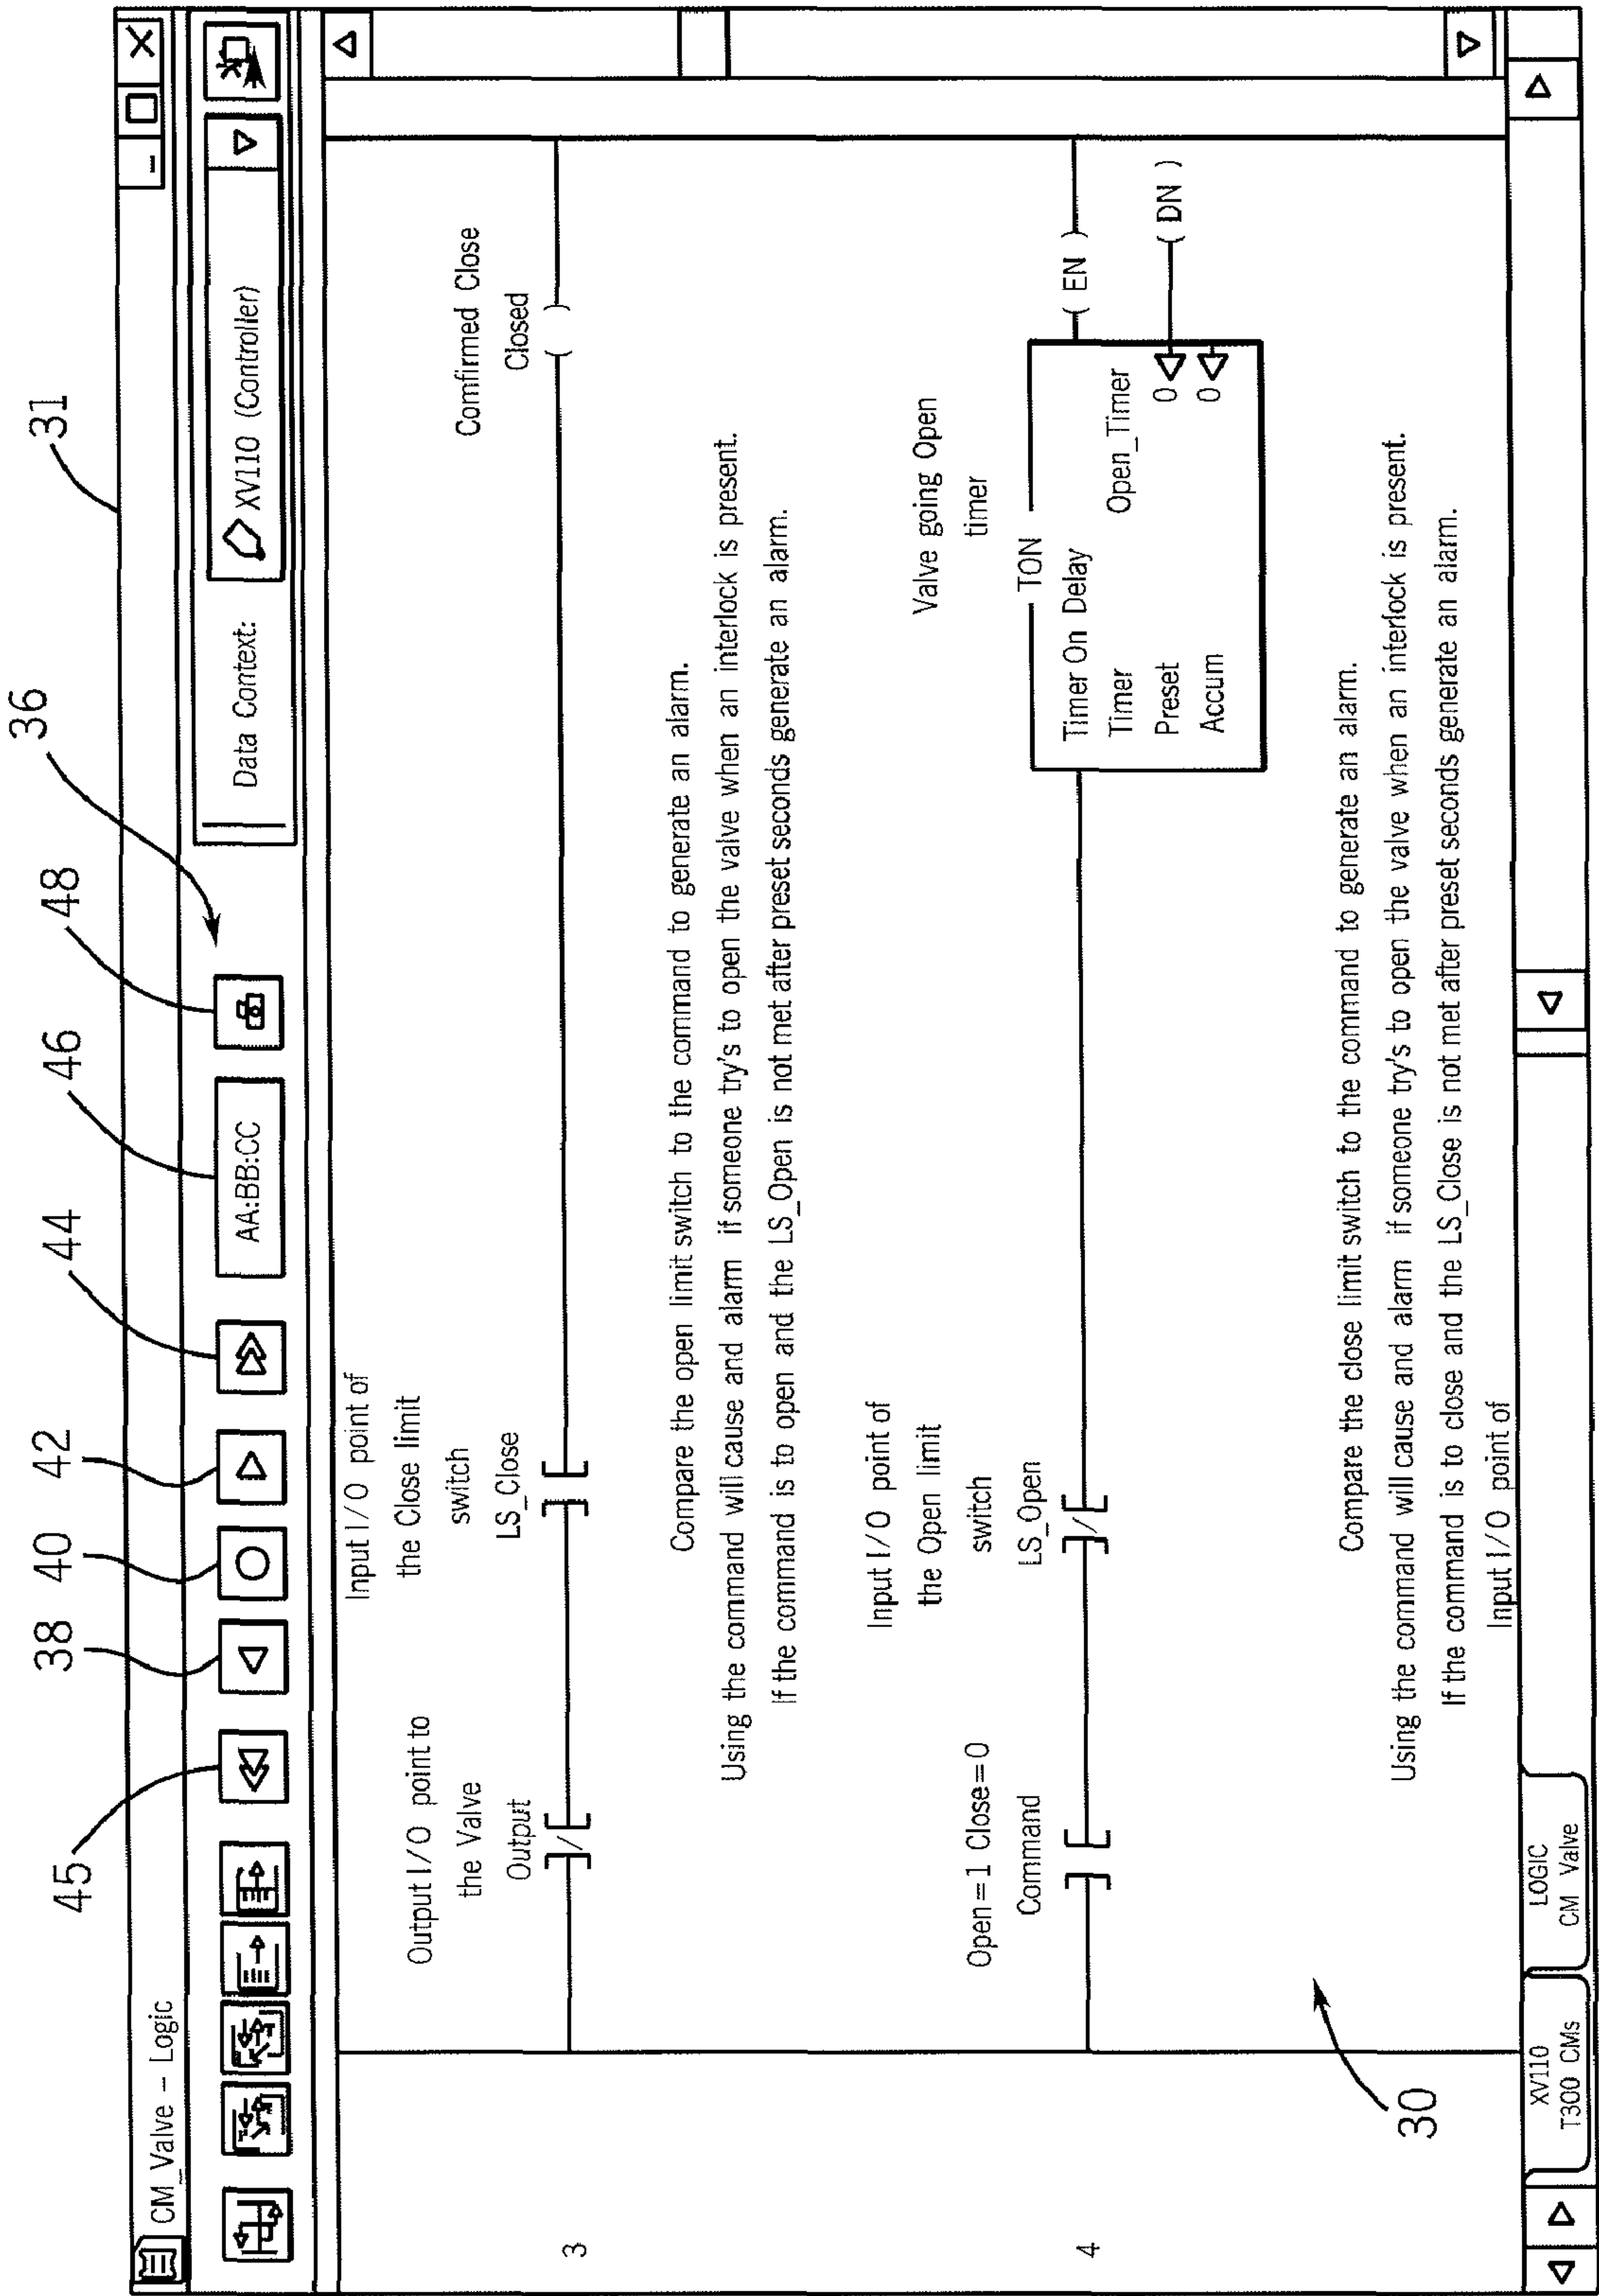 31
36
48
46
44
42
40
38
45
CM_Valve – Logic
AA:BB:CC
Data Context:
XV110 (Controller)
3
Output I/O point to
the Valve
Output
Input I/O point of
the Close limit
switch
LS_Close
Comfirmed Close
Closed
Compare the open limit switch to the command to generate an alarm.
Using the command will cause and alarm if someone try's to open the valve when an interlock is present.
If the command is to open and the LS_Open is not met after preset seconds generate an alarm.
4
Open=1 Close=0
Command
Input I/O point of
the Open limit
switch
LS_Open
Valve going Open
timer
TON
Timer On Delay
Timer Open_Timer
Preset 0
Accum 0
( EN )
( DN )
Compare the close limit switch to the command to generate an alarm.
Using the command will cause and alarm if someone try's to open the valve when an interlock is present.
If the command is to close and the LS_Close is not met after preset seconds generate an alarm.
Input I/O point of
30
XV110
T300 CMs
LOGIC
CM Valve